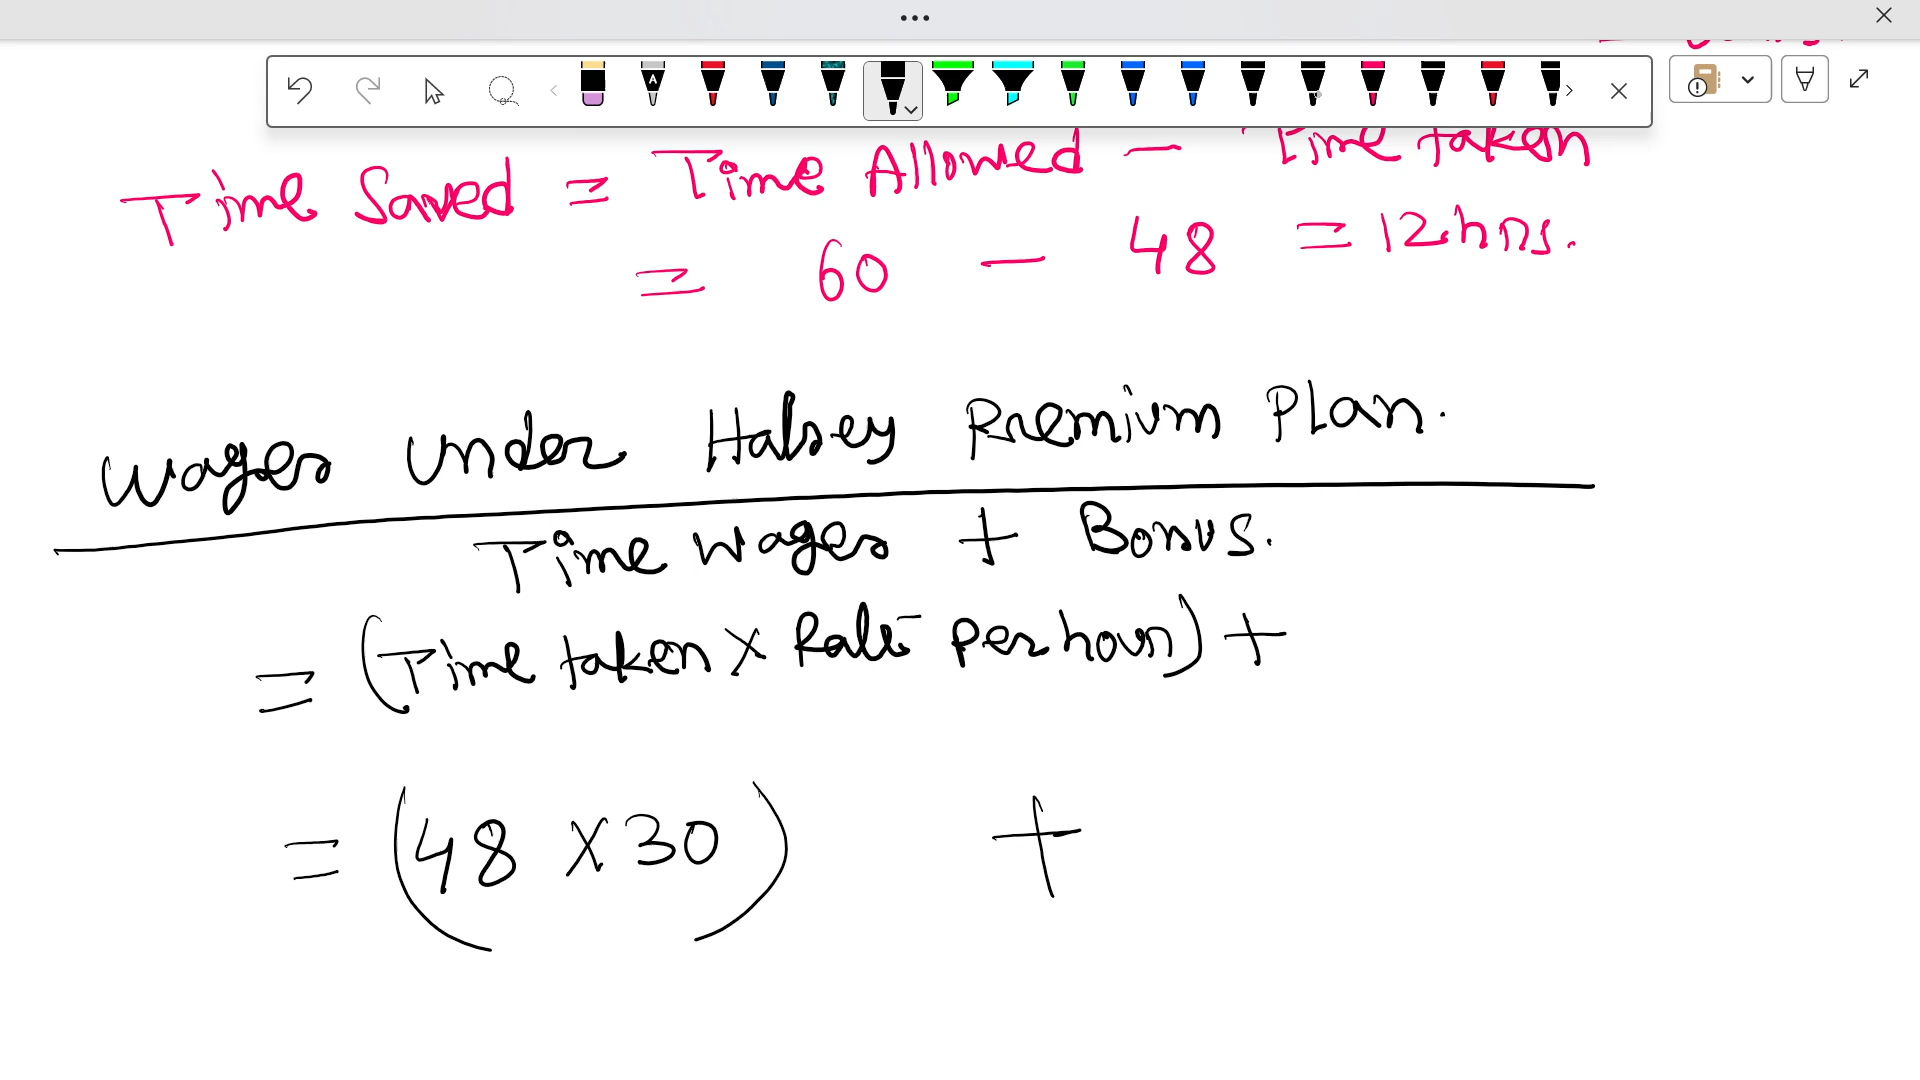 Time Saved = Time Allowed - Time taken
= 60 - 48 = 12 hrs.
Wages under Halsey Premium Plan.
Time wages + Bonus.
= (Time taken X Rate per hour) +
= (48 X 30) +